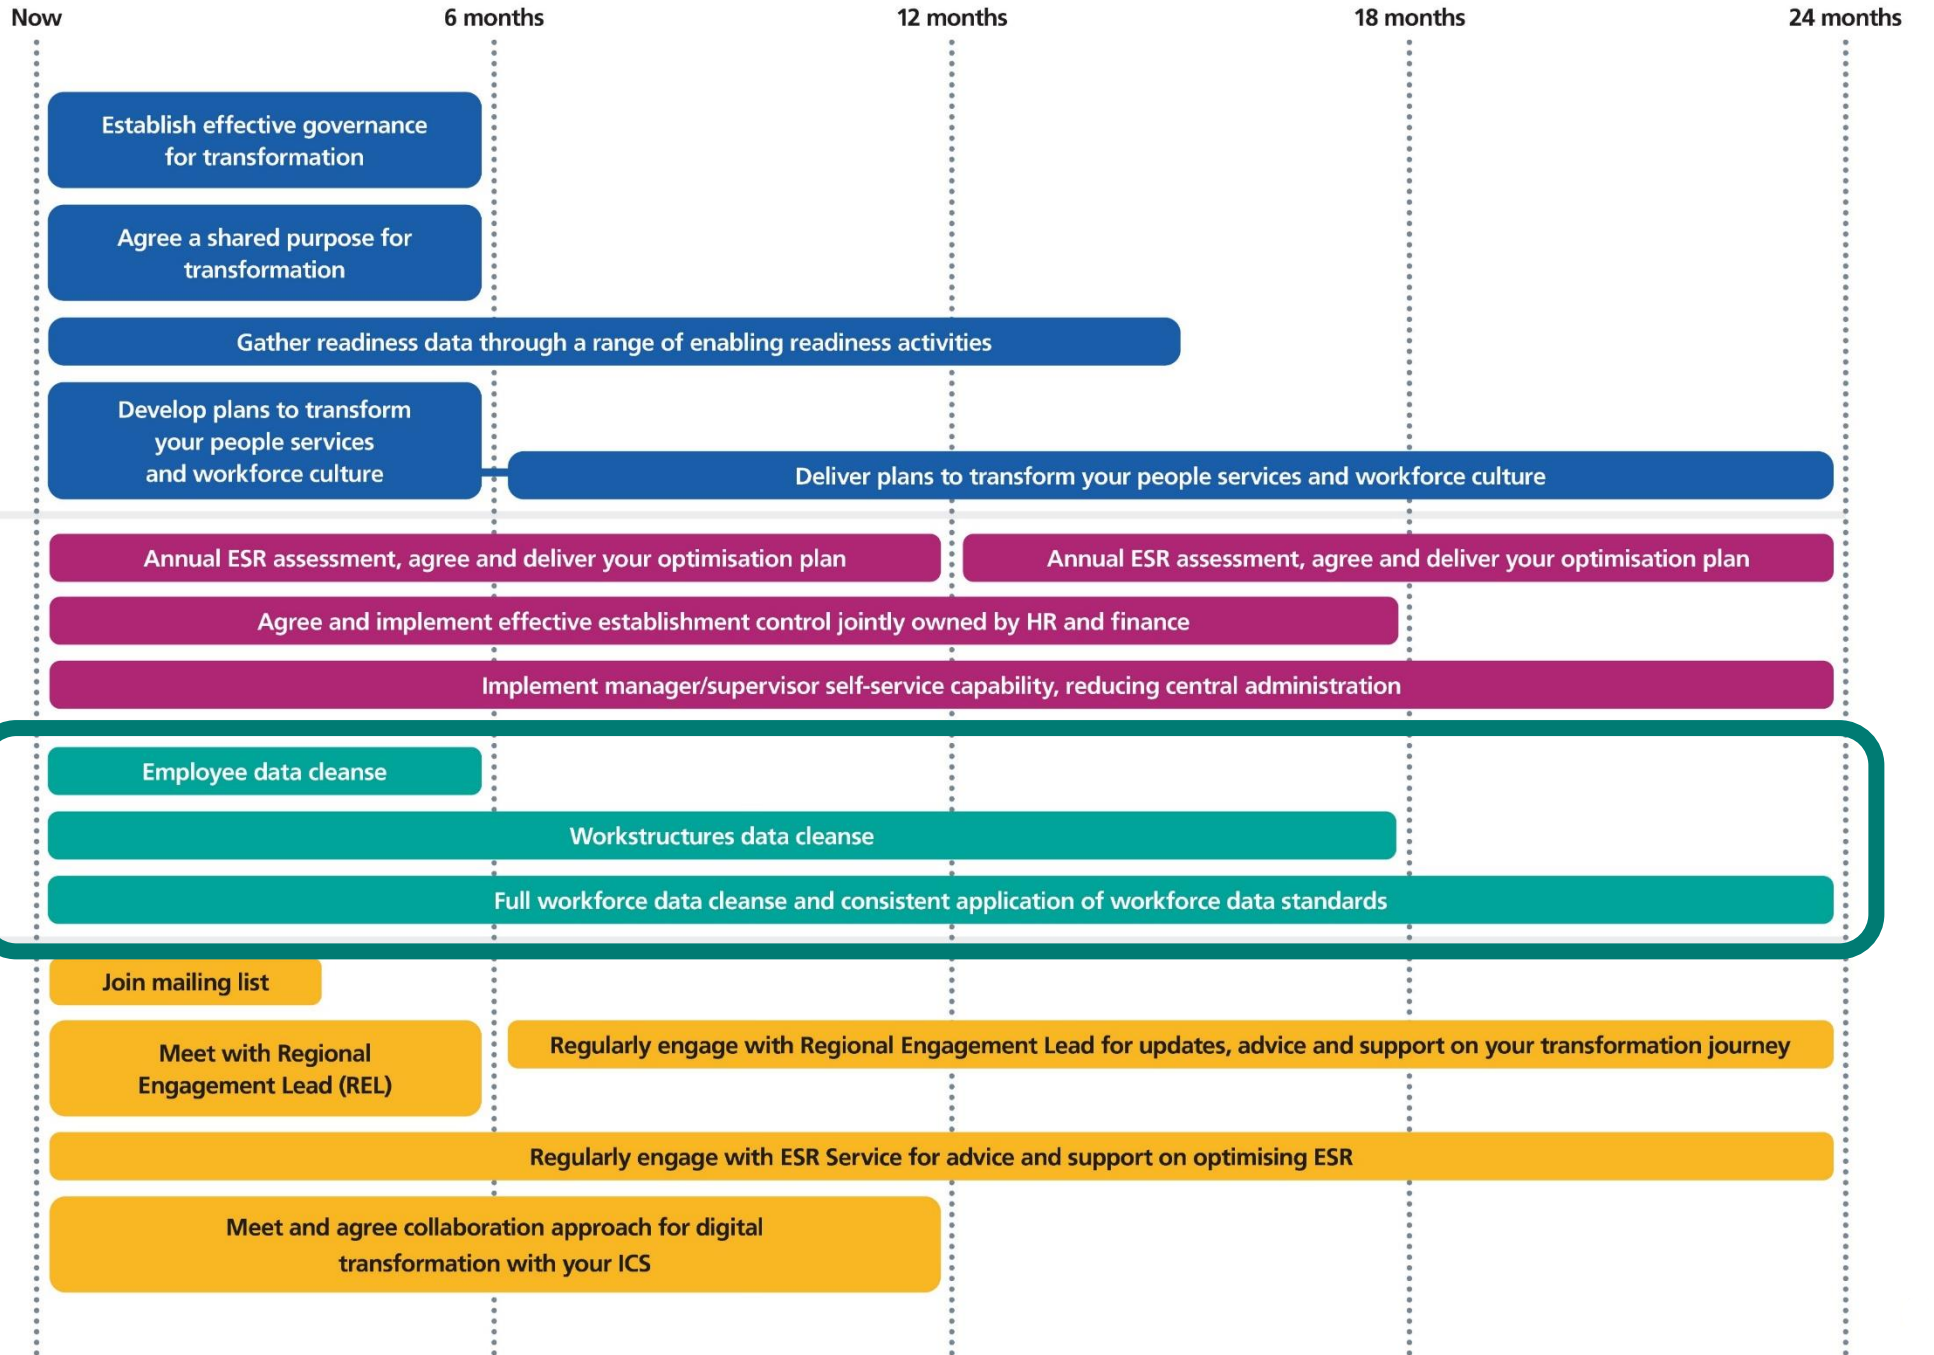 Now
6 months
12 months
18 months
24 months
Establish effective governance
for transformation
Agree a shared purpose for
transformation
Gather readiness data through a range of enabling readiness activities
Develop plans to transform
your people services
and workforce culture
Deliver plans to transform your people services and workforce culture
Annual ESR assessment, agree and deliver your optimisation plan
Annual ESR assessment, agree and deliver your optimisation plan
Agree and implement effective establishment control jointly owned by HR and finance
Implement manager/supervisor self-service capability, reducing central administration
Employee data cleanse
Workstructures data cleanse
Full workforce data cleanse and consistent application of workforce data standards
Join mailing list
Meet with Regional
Engagement Lead (REL)
Regularly engage with Regional Engagement Lead for updates, advice and support on your transformation journey
Regularly engage with ESR Service for advice and support on optimising ESR
Meet and agree collaboration approach for digital
transformation with your ICS